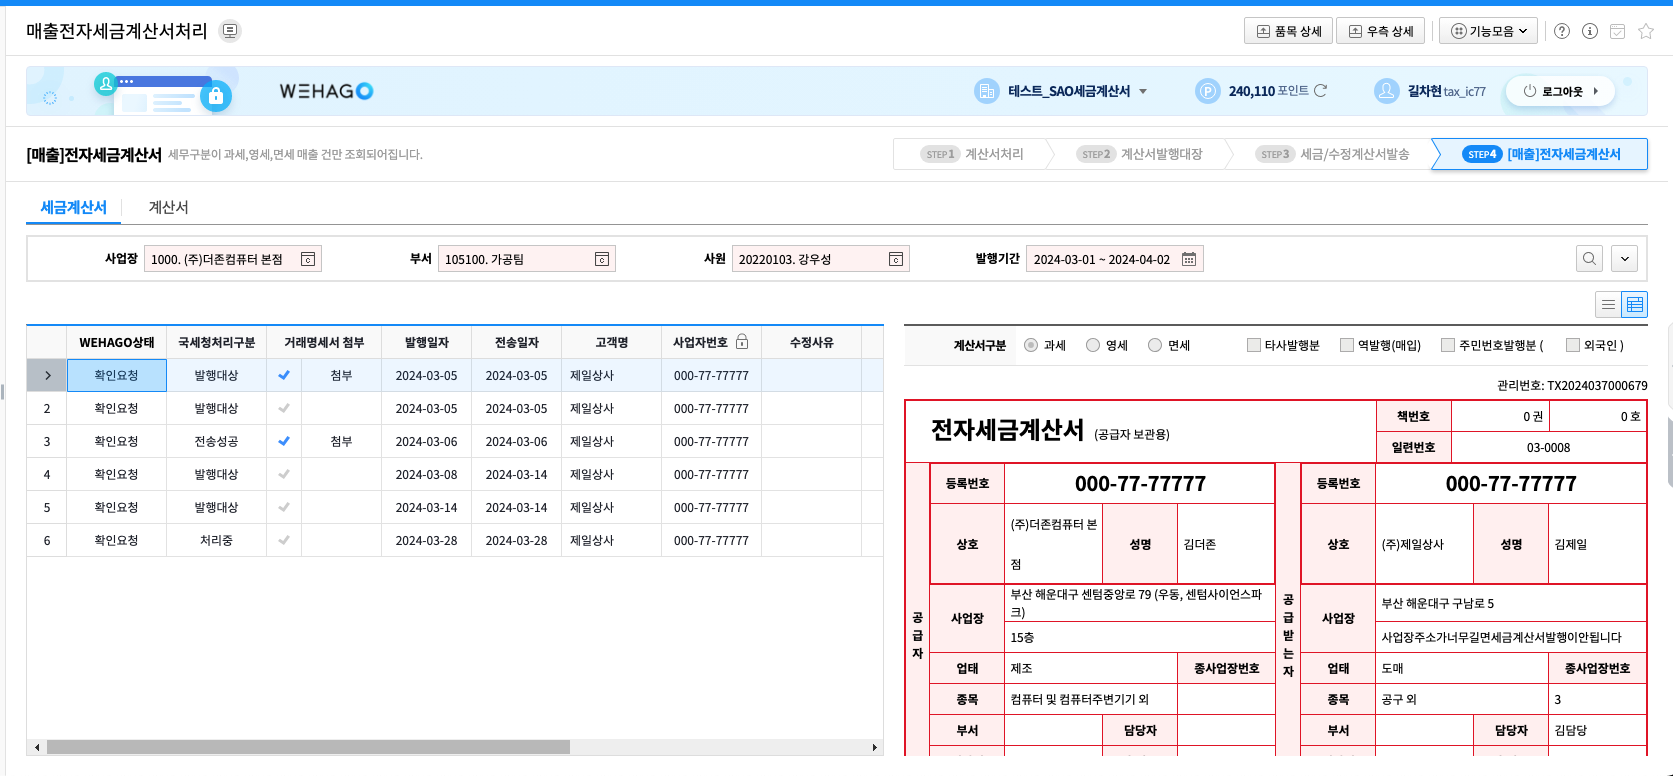 매출전자세금계산서처리
품목 상세
우측 상세
기능모음
WEHAGO
테스트_SAO세금계산서
240,110 포인트
길차현 tax_ic77
로그아웃
[매출]전자세금계산서 세무구분이 과세,영세,면세 매출 건만 조회되어집니다.
STEP1 계산서처리
STEP2 계산서발행대장
STEP3 세금/수정계산서발송
STEP4 [매출]전자세금계산서
세금계산서
계산서
사업장 1000. (주)더존컴퓨터 본점
부서 105100. 가공팀
사원 20220103. 강우성
발행기간 2024-03-01 ~ 2024-04-02
WEHAGO상태 국세청처리구분 거래명세서 첨부 발행일자 전송일자 고객명 사업자번호 수정사유
확인요청 발행대상 첨부 2024-03-05 2024-03-05 제일상사 000-77-77777
2 확인요청 발행대상 2024-03-05 2024-03-05 제일상사 000-77-77777
3 확인요청 전송성공 첨부 2024-03-06 2024-03-06 제일상사 000-77-77777
4 확인요청 발행대상 2024-03-08 2024-03-14 제일상사 000-77-77777
5 확인요청 발행대상 2024-03-14 2024-03-14 제일상사 000-77-77777
6 확인요청 처리중 2024-03-28 2024-03-28 제일상사 000-77-77777
계산서구분 과세 영세 면세 타사발행분 역발행(매입) 주민번호발행분 ( 외국인 )
관리번호: TX2024037000679
전자세금계산서 (공급자 보관용)
책번호 0 권 0 호
일련번호 03-0008
공급자
등록번호 000-77-77777
상호 (주)더존컴퓨터 본점
성명 김더존
사업장 부산 해운대구 센텀중앙로 79 (우동, 센텀사이언스파크)
15층
업태 제조 종사업장번호
종목 컴퓨터 및 컴퓨터주변기기 외
부서 담당자
공급받는자
등록번호 000-77-77777
상호 (주)제일상사
성명 김제일
사업장 부산 해운대구 구남로 5
사업장주소가너무길면세금계산서발행이안됩니다
업태 도매 종사업장번호
종목 공구 외 3
부서 담당자 김담당